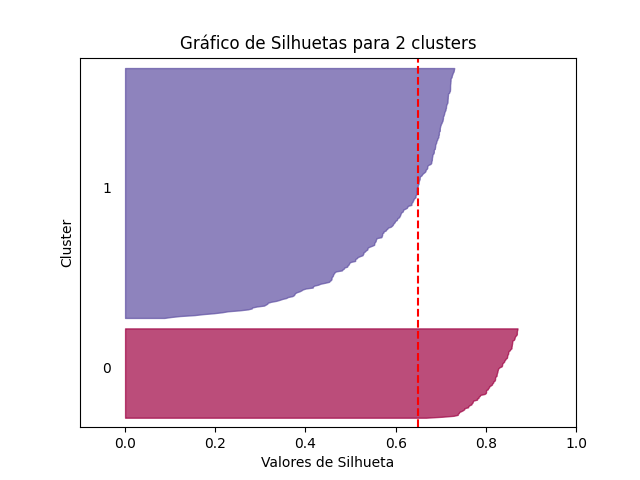 Gráfico de Silhuetas para 2 clusters
Cluster
1
0
0.0 0.2 0.4 0.6 0.8 1.0
Valores de Silhueta